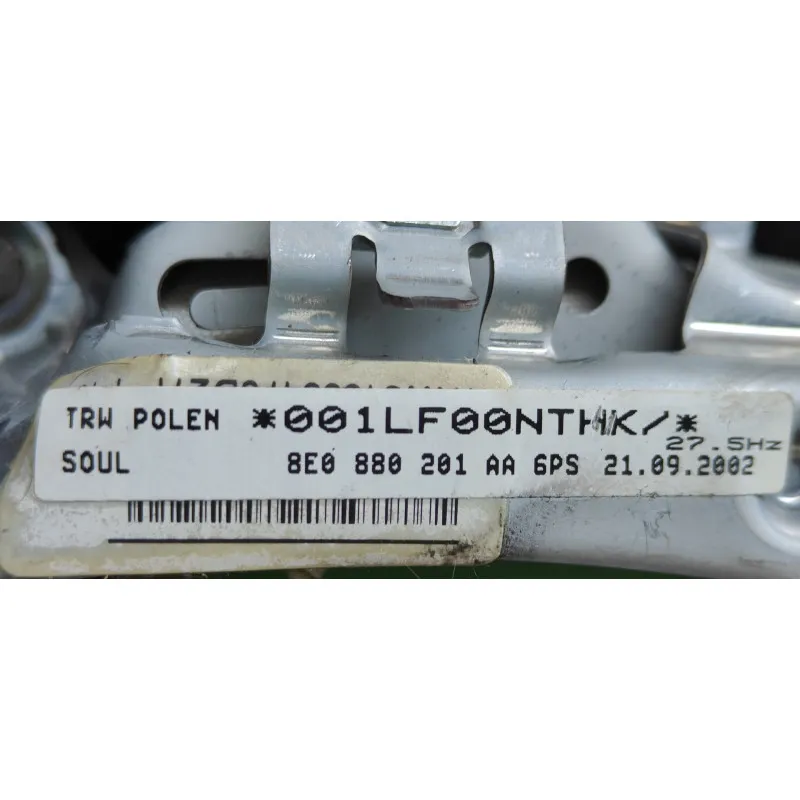 TRW POLEN *001LF00NTHK/*
27.5Hz
SOUL 8E0 880 201 AA 6PS 21.09.2002